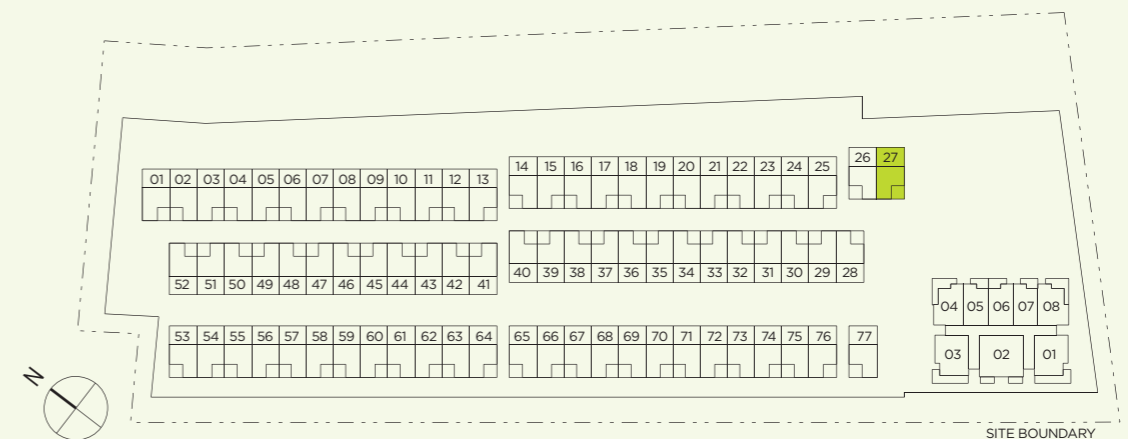 26 27
14 15 16 17 18 19 20 21 22 23 24 25
01 02 03 04 05 06 07 08 09 10 11 12 13
40 39 38 37 36 35 34 33 32 31 30 29 28
52 51 50 49 48 47 46 45 44 43 42 41
04 05 06 07 08
53 54 55 56 57 58 59 60 61 62 63 64 65 66 67 68 69 70 71 72 73 74 75 76 77
03 02 01
N
SITE BOUNDARY